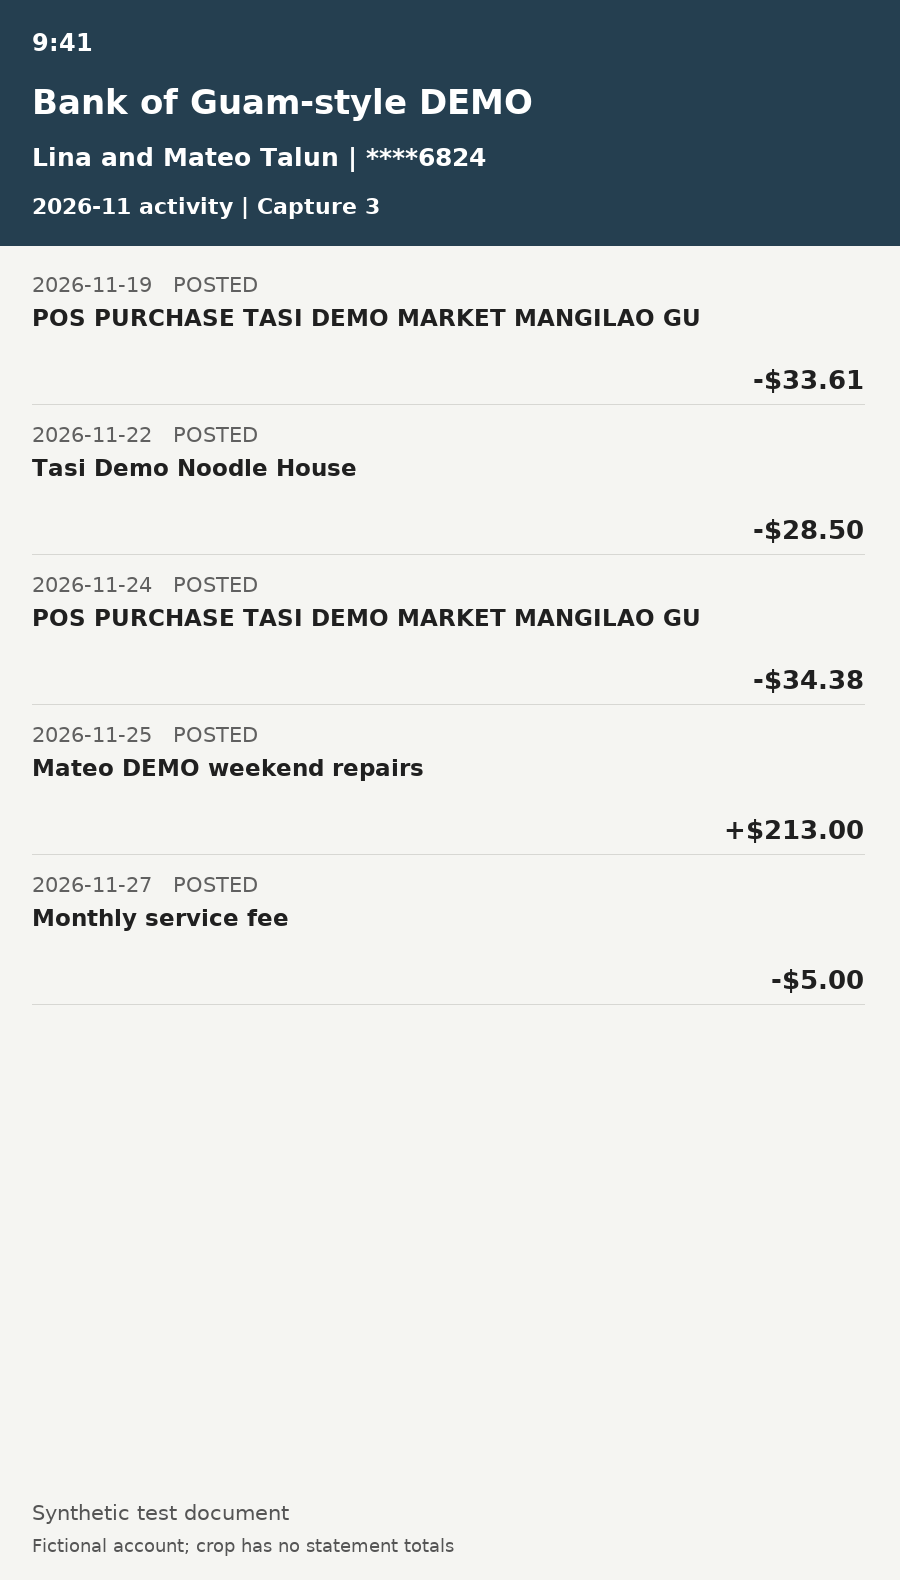 9:41
Bank of Guam-style DEMO
Lina and Mateo Talun | ****6824
2026-11 activity | Capture 3
2026-11-19 POSTED
POS PURCHASE TASI DEMO MARKET MANGILAO GU
-$33.61
2026-11-22 POSTED
Tasi Demo Noodle House
-$28.50
2026-11-24 POSTED
POS PURCHASE TASI DEMO MARKET MANGILAO GU
-$34.38
2026-11-25 POSTED
Mateo DEMO weekend repairs
+$213.00
2026-11-27 POSTED
Monthly service fee
-$5.00
Synthetic test document
Fictional account; crop has no statement totals